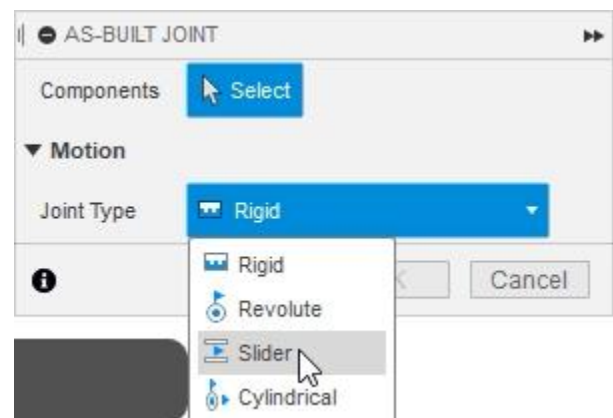 AS-BUILT JOINT
Components Select
Motion
Joint Type Rigid
Rigid
Cancel
Revolute
Slider
Cylindrical